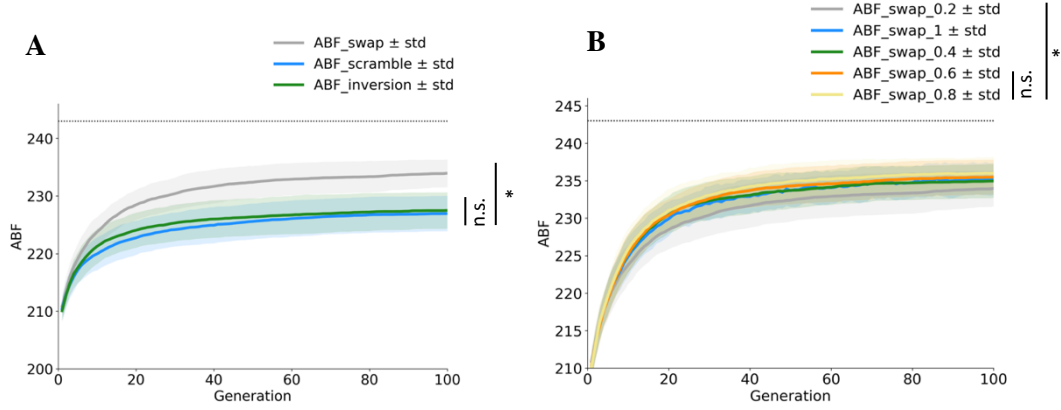 A
ABF_swap ± std
ABF_scramble ± std
ABF_inversion ± std
240
230
220
210
200
ABF
0
20
40
60
80
100
Generation
n.s.
*
B
ABF_swap_0.2 ± std
ABF_swap_1 ± std
ABF_swap_0.4 ± std
ABF_swap_0.6 ± std
ABF_swap_0.8 ± std
n.s.
*
245
240
235
230
225
220
215
210
ABF
0
20
40
60
80
100
Generation